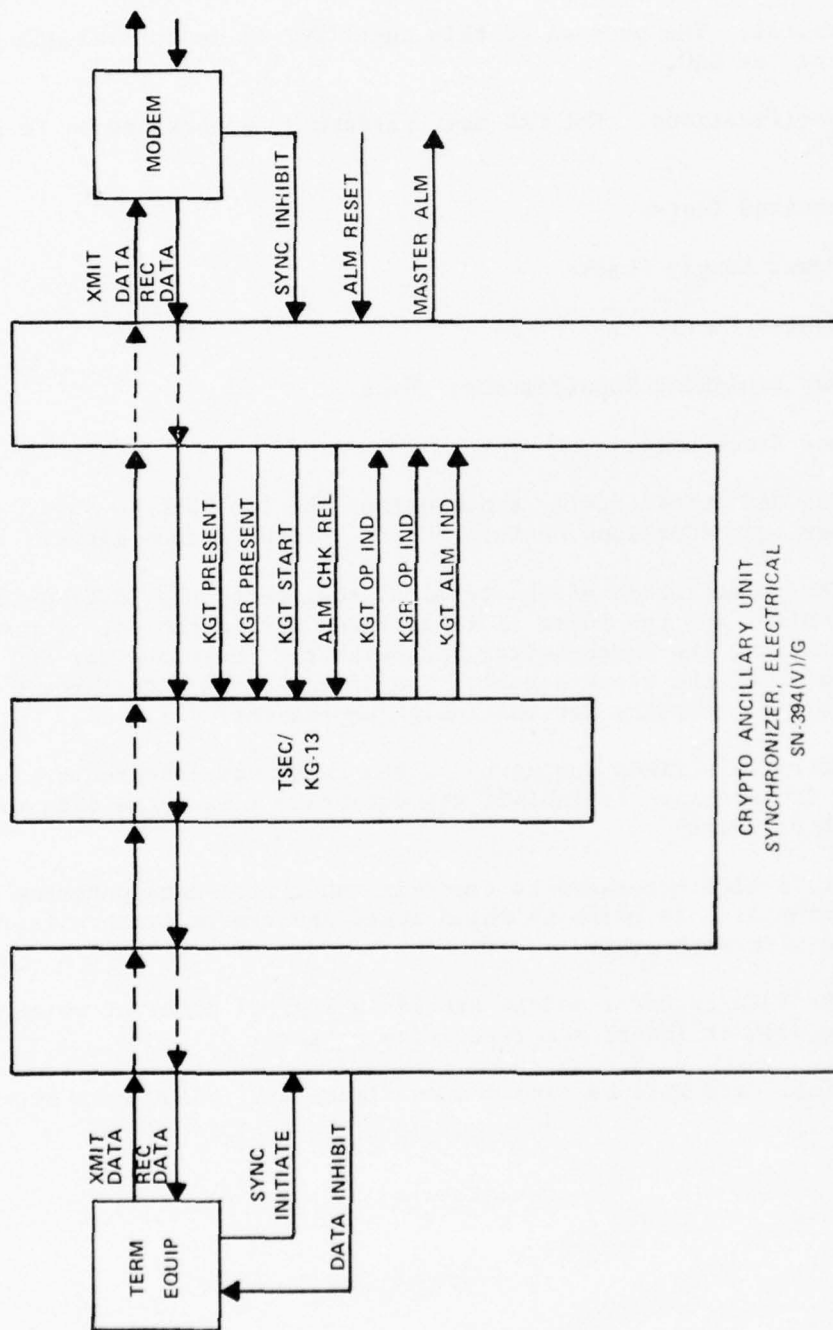 MODEM
XMIT
DATA
REC
DATA
SYNC INHIBIT
ALM RESET
MASTER ALM
KGT PRESENT
KGR PRESENT
KGT START
ALM CHK REL
KGT OP IND
KGR OP IND
KGT ALM IND
TSEC/
KG-13
CRYPTO ANCILLARY UNIT
SYNCHRONIZER, ELECTRICAL
SN-394(V)/G
XMIT
DATA
REC
DATA
SYNC
INITIATE
DATA INHIBIT
TERM
EQUIP